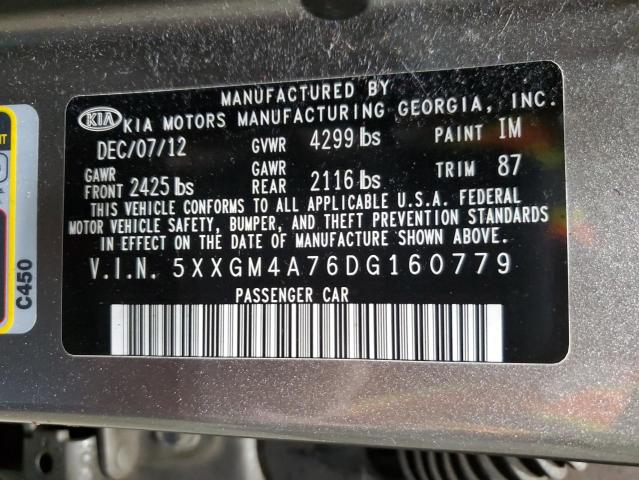 MANUFACTURED BY
KIA KIA MOTORS MANUFACTURING GEORGIA, INC.
DEC/07/12 GVWR 4299 lbs PAINT IM
GAWR FRONT 2425 lbs GAWR REAR 2116 lbs TRIM 87
THIS VEHICLE CONFORMS TO ALL APPLICABLE U.S.A. FEDERAL
MOTOR VEHICLE SAFETY, BUMPER, AND THEFT PREVENTION STANDARDS
IN EFFECT ON THE DATE OF MANUFACTURE SHOWN ABOVE.
V.I.N. 5XXGM4A76DG160779
PASSENGER CAR
C450